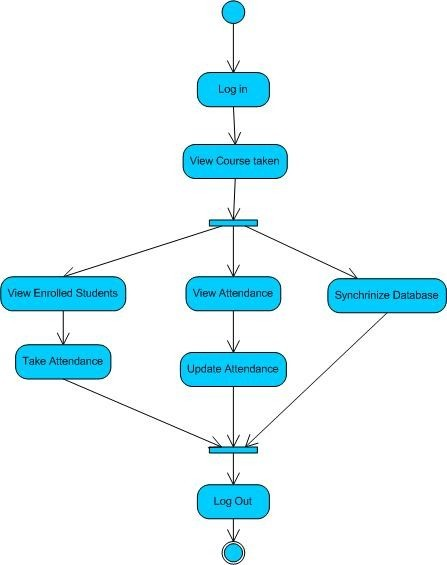 Log in
View Course taken
View Enrolled Students
View Attendance
Synchrinize Database
Take Attendance
Update Attendance
Log Out